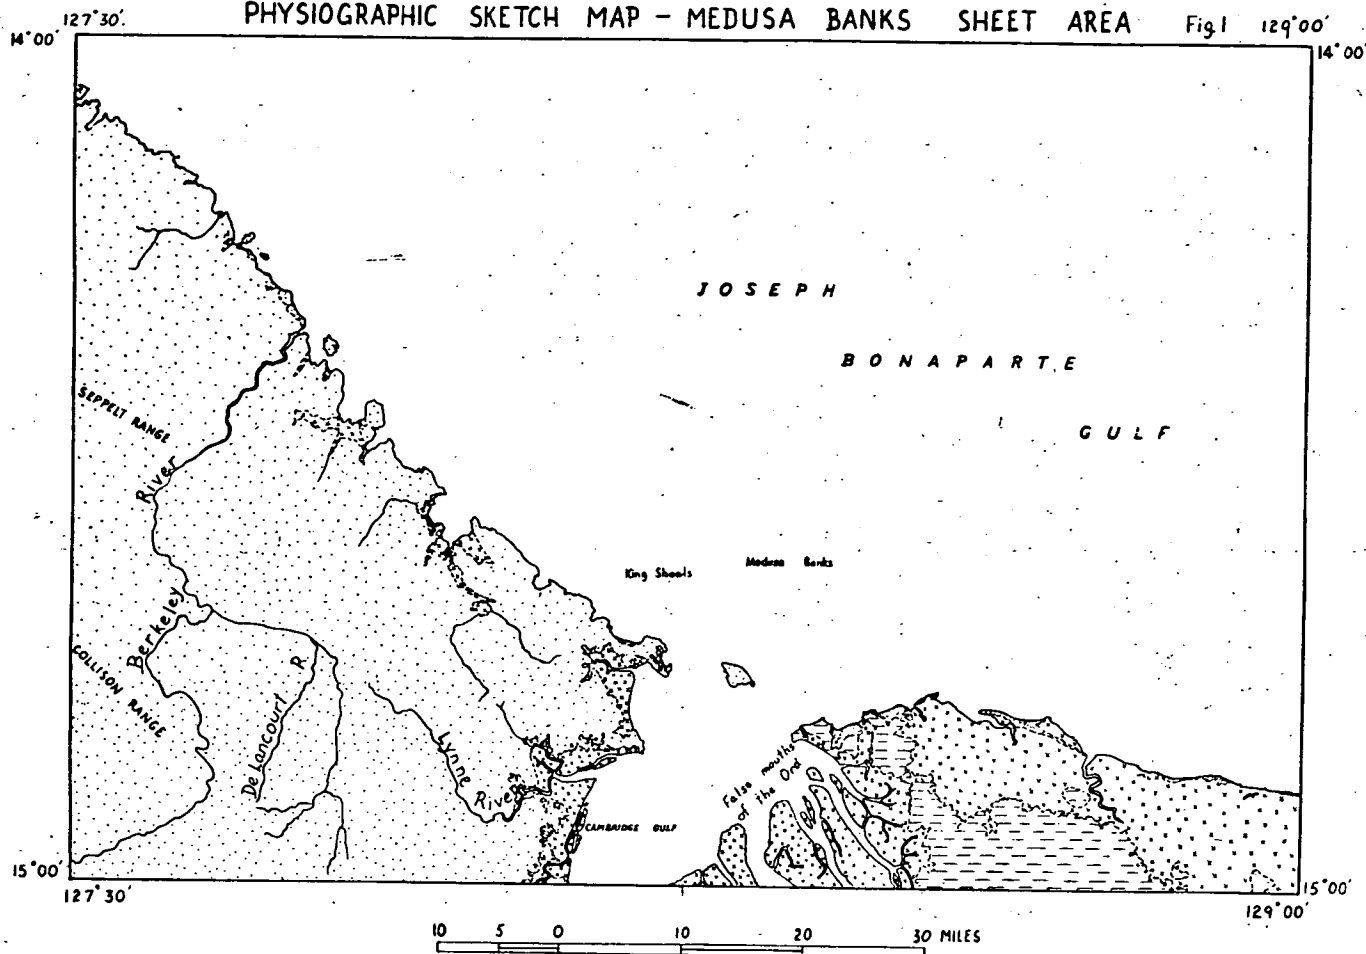 PHYSIOGRAPHIC SKETCH MAP - MEDUSA BANKS SHEET AREA Fig.1
127°30'.
129°00'
14°00'
14°00'
JOSEPH
BONAPARTE
GULF
SEPPELT RANGE
River
King Shoals
Medusa Banks
Berkeley
COLLISON RANGE
De Lancourt R.
Lynne River
False mouths of the Ord
CAMBRIDGE GULF
15°00'
15°00'
127°30
129°00'
10 5 0 10 20 30 MILES